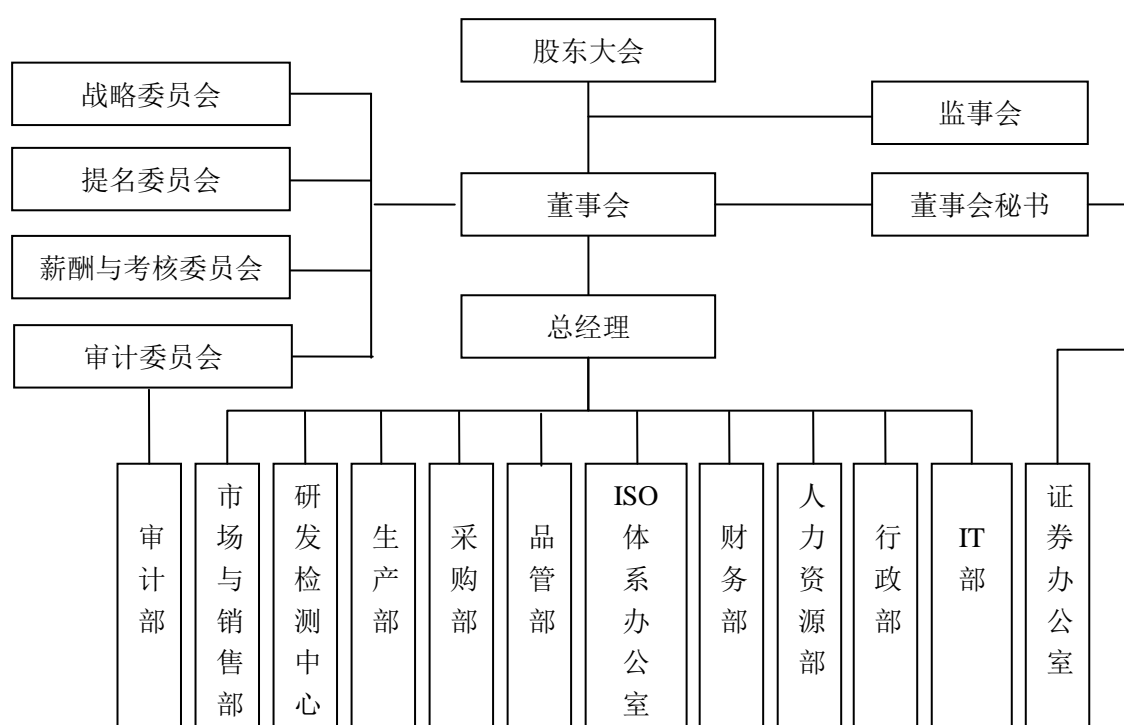 股东大会
战略委员会
监事会
提名委员会
董事会
董事会秘书
薪酬与考核委员会
总经理
审计委员会
审计部
市场与销售部
研发检测中心
生产部
采购部
品管部
ISO体系办公室
财务部
人力资源部
行政部
IT部
证券办公室